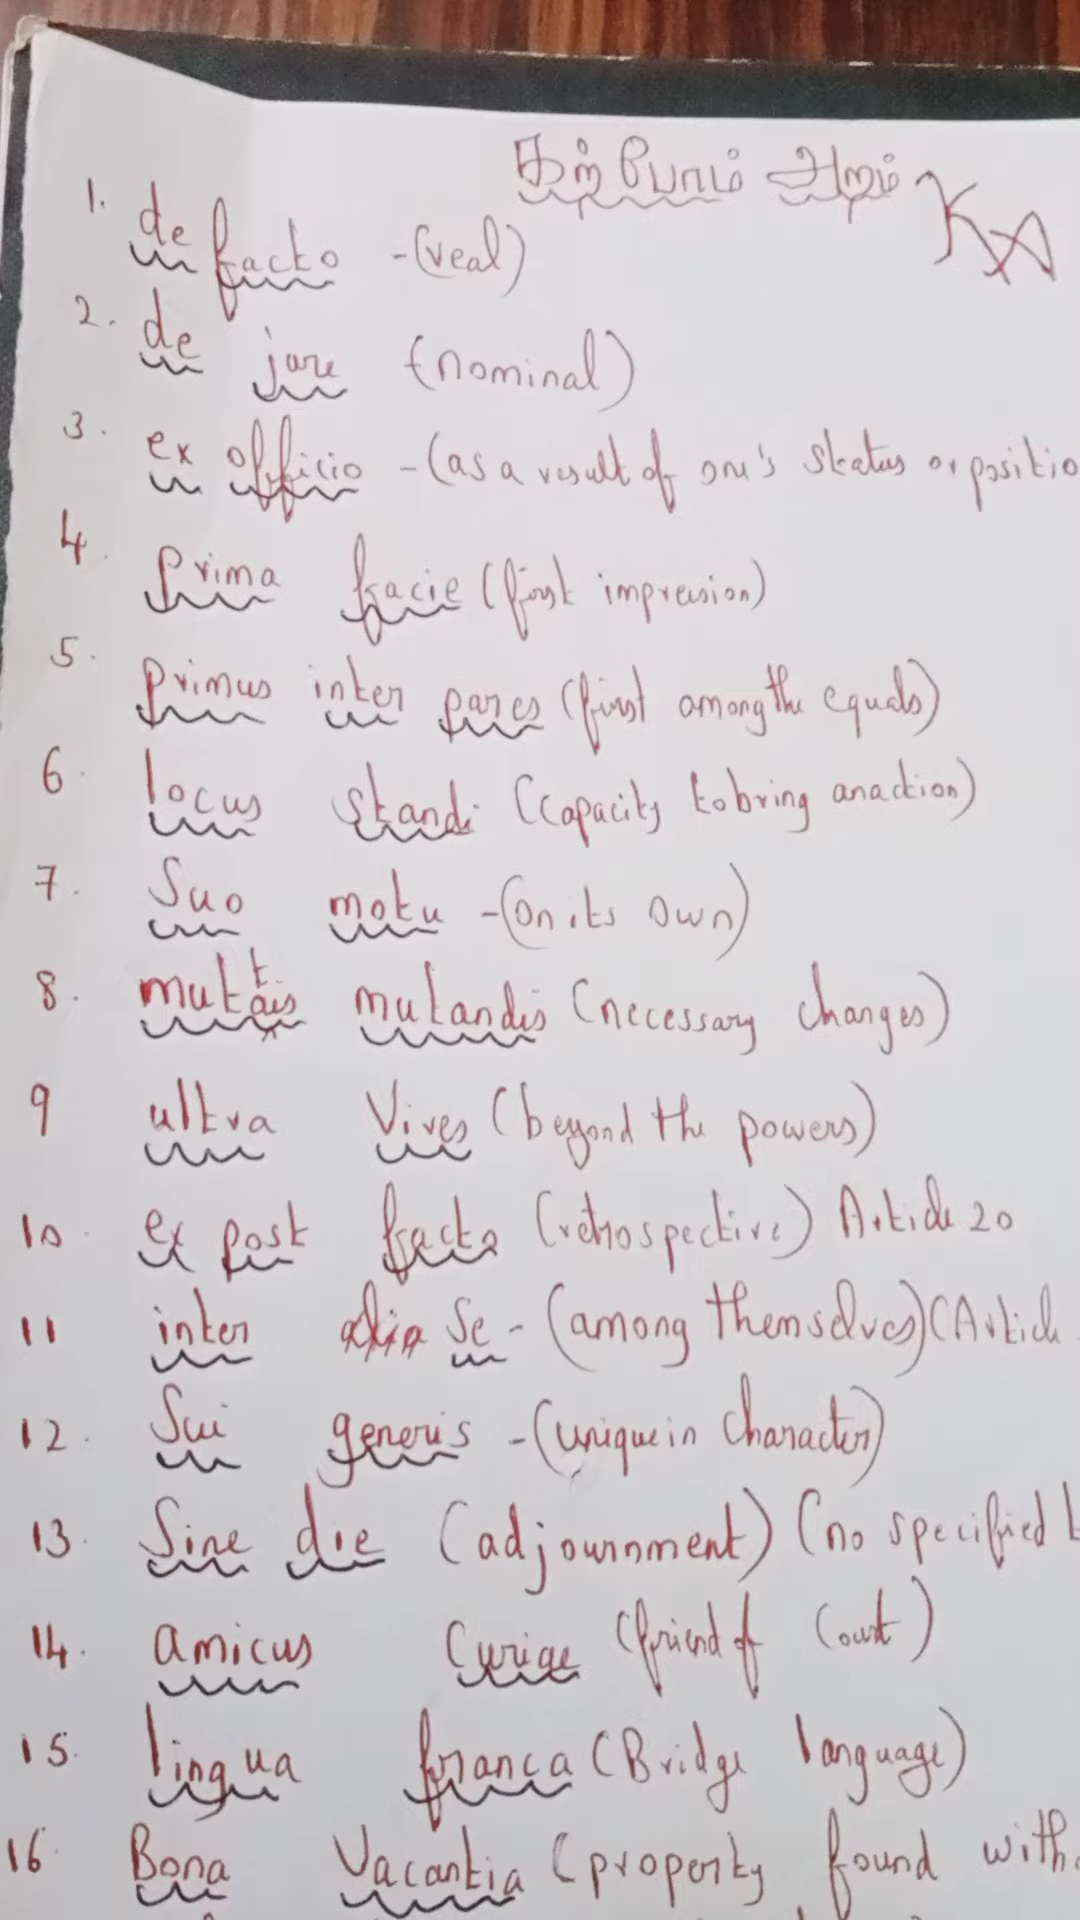 கற்போம் அறம் KA
1. de facto - (real)
2. de jure (nominal)
3. ex officio - (as a result of one's status or positio
4. Prima facie (first impression)
5. Primus inter pares (first among the equals)
6. locus standi (capacity to bring an action)
7. Suo motu - (on its own)
8. muttais mutandis (necessary changes)
9 ultra Vires (beyond the powers)
10. ex post facto (retrospective) Article 20
11 inter se - (among themselves) (Article
12. Sui generis - (unique in character)
13. Sine die (adjournment) (no specified t
14. amicus Curiae (friend of Court)
15. lingua franca (Bridge language)
16. Bona Vacantia (property found with